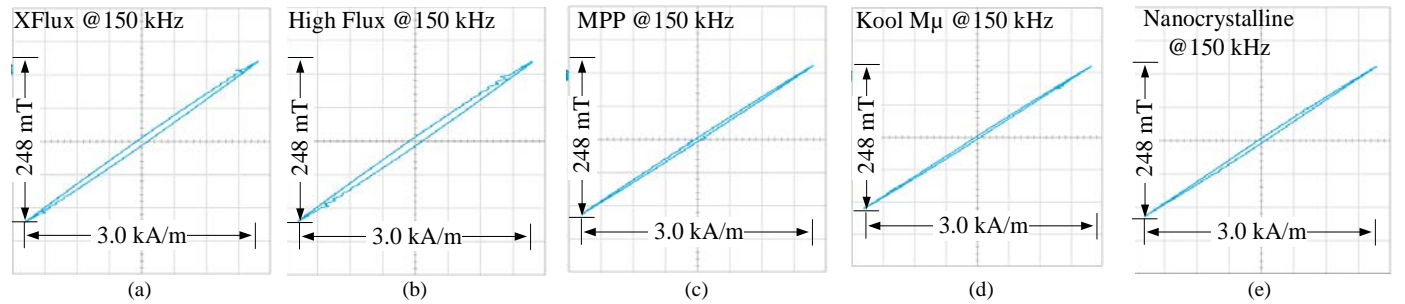 XFlux @150 kHz
248 mT
3.0 kA/m
(a)
High Flux @150 kHz
248 mT
3.0 kA/m
(b)
MPP @150 kHz
248 mT
3.0 kA/m
(c)
Kool Mμ @150 kHz
248 mT
3.0 kA/m
(d)
Nanocrystalline
@150 kHz
248 mT
3.0 kA/m
(e)